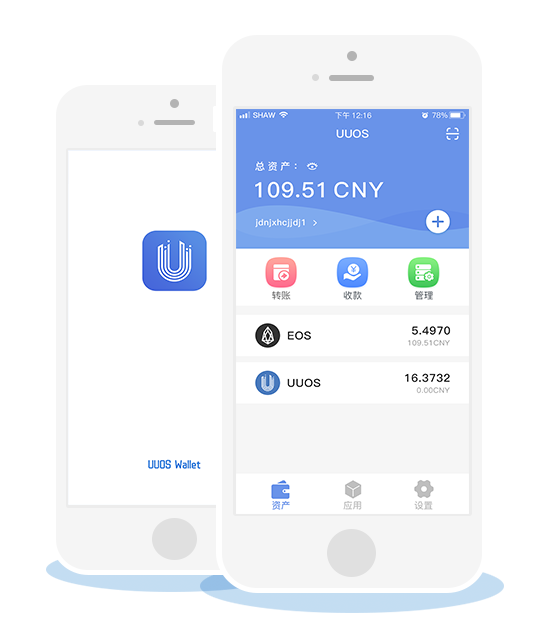 UUOS Wallet
SHAW 下午 12:16 78%
UUOS
总资产：
109.51 CNY
jdnjxhcjjdj1 >
转账 收款 管理
EOS 5.4970
109.51CNY
UUOS 16.3732
0.00CNY
资产 应用 设置